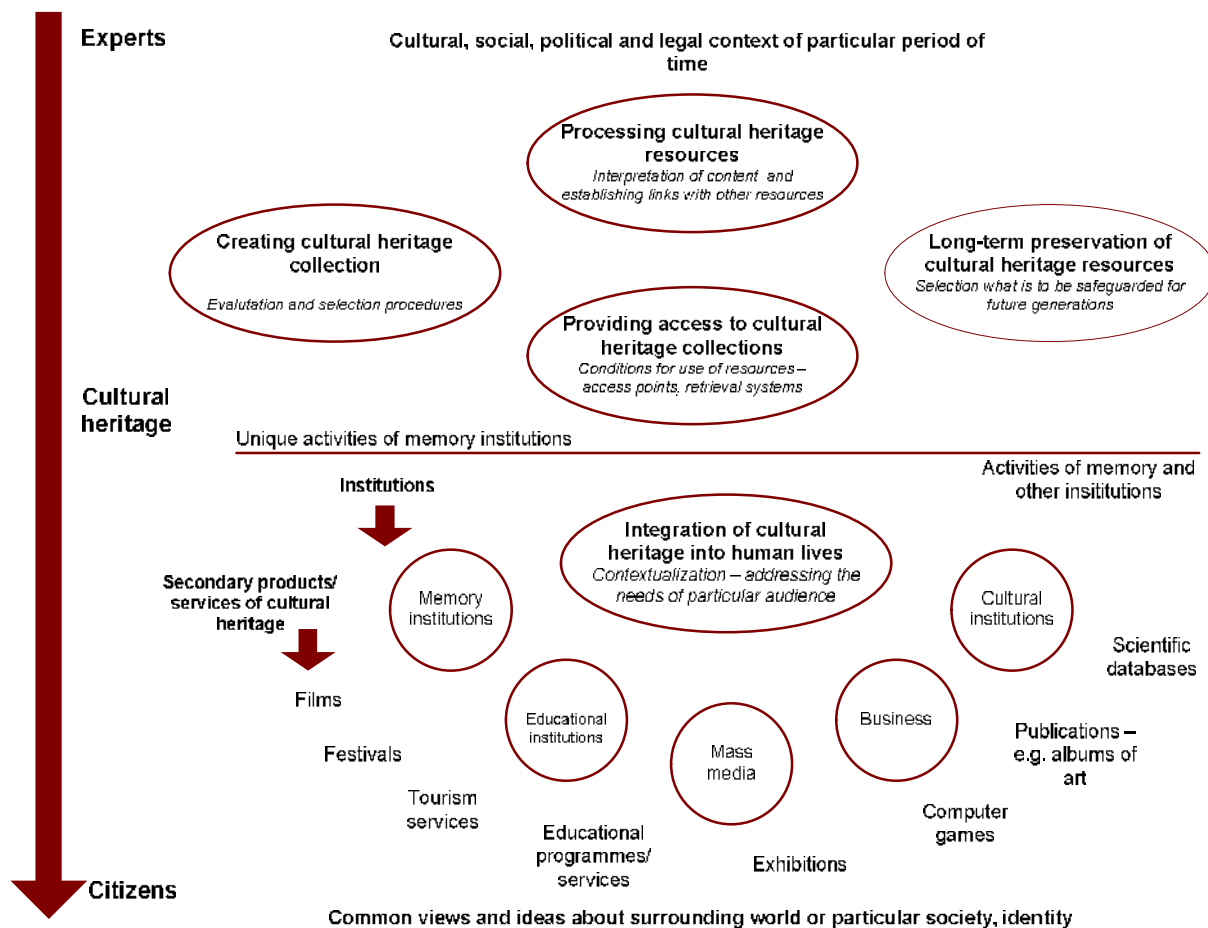 Experts
Cultural, social, political and legal context of particular period of
time
Processing cultural heritage
resources
Interpretation of content and
establishing links with other resources
Creating cultural heritage
collection
Evalutation and selection procedures
Long-term preservation of
cultural heritage resources
Selection what is to be safeguarded for
future generations
Providing access to cultural
heritage collections
Conditions for use of resources –
access points, retrieval systems
Cultural
heritage
Unique activities of memory institutions
Activities of memory and
other insititutions
Institutions
Integration of cultural
heritage into human lives
Contextualization – addressing the
needs of particular audience
Secondary products/
services of cultural
heritage
Memory
institutions
Cultural
institutions
Scientific
databases
Films
Educational
institutions
Business
Publications –
e.g. albums of
art
Festivals
Mass
media
Tourism
services
Computer
games
Educational
programmes/
services
Exhibitions
Citizens
Common views and ideas about surrounding world or particular society, identity